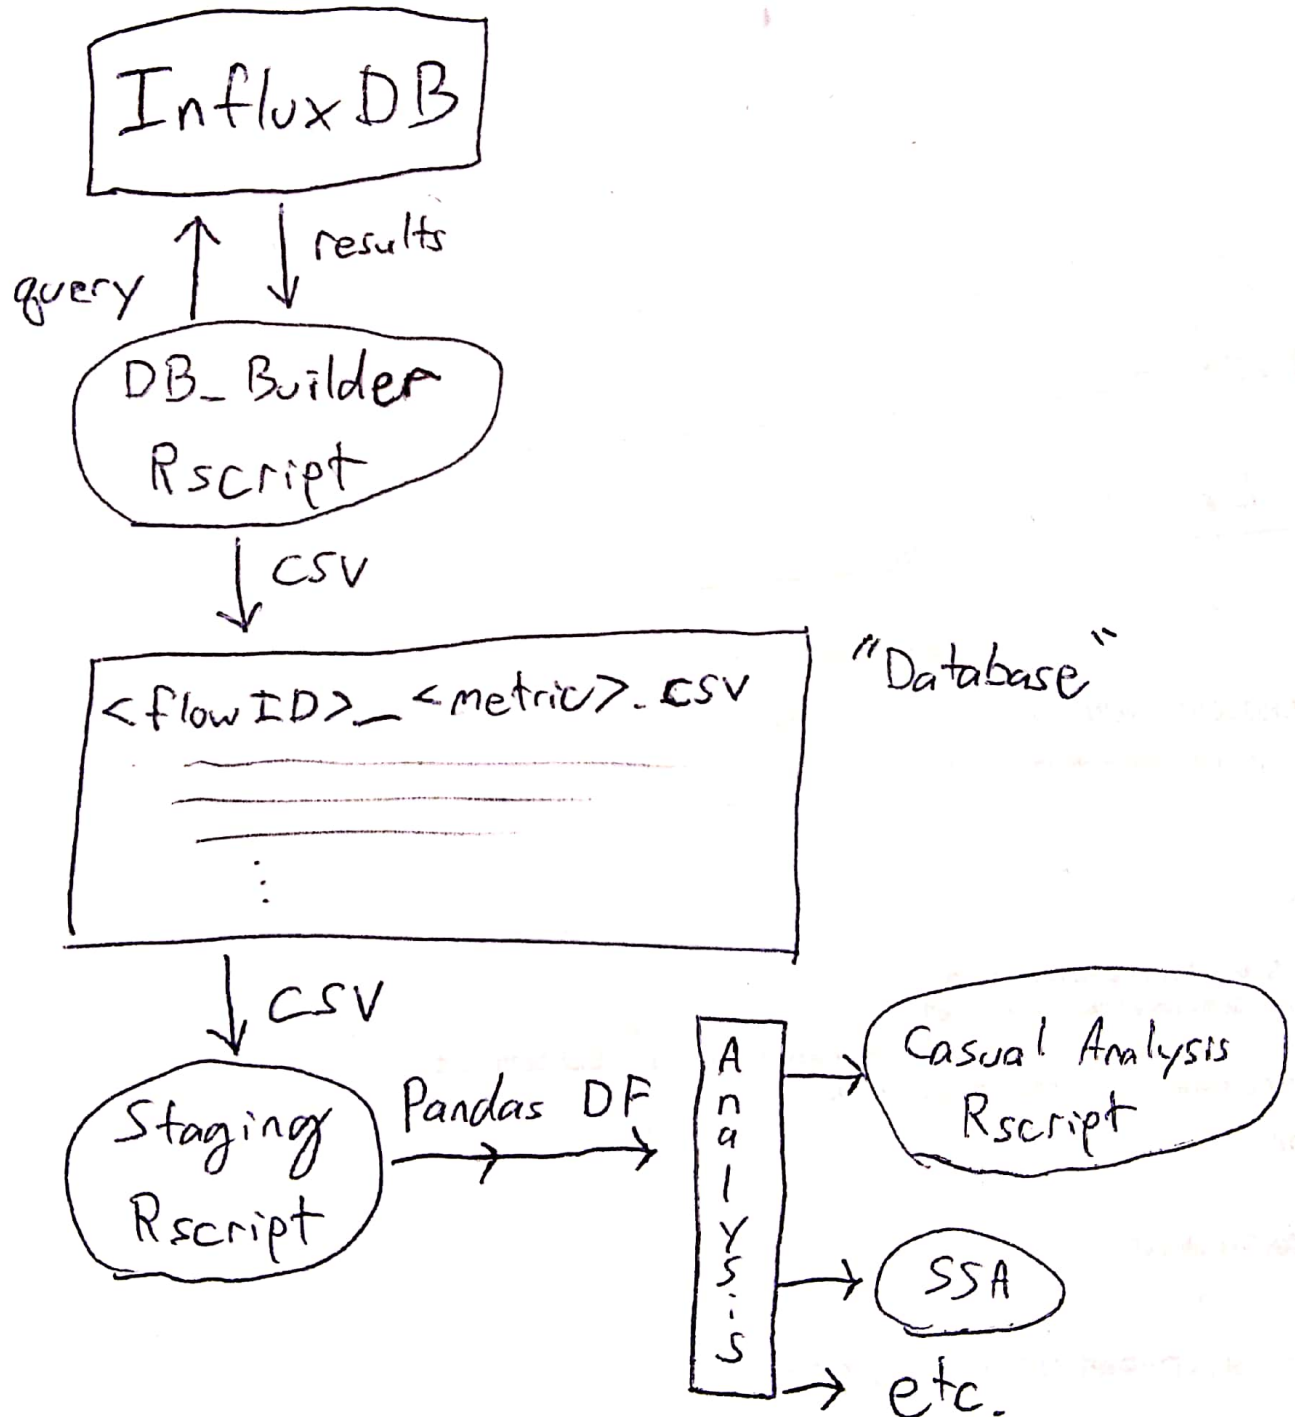 InfluxDB
query
results
DB_Builder
Rscript
CSV
<flowID>_<metric>.csv
"Database"
CSV
Staging
Rscript
Pandas DF
Analysis
Casual Analysis
Rscript
SSA
etc.